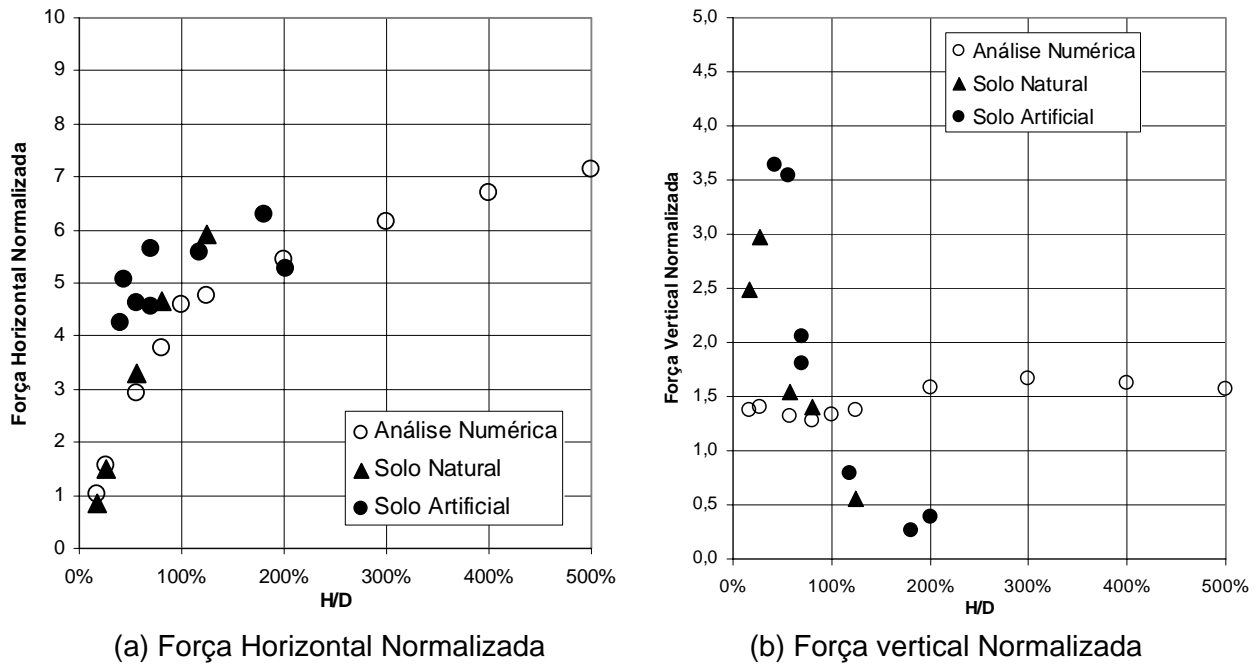 10
9
8
7
6
5
4
3
2
1
0
Força Horizontal Normalizada
Análise Numérica
Solo Natural
Solo Artificial
0% 100% 200% 300% 400% 500%
H/D
(a) Força Horizontal Normalizada
5,0
4,5
4,0
3,5
3,0
2,5
2,0
1,5
1,0
0,5
0,0
Força Vertical Normalizada
Análise Numérica
Solo Natural
Solo Artificial
0% 100% 200% 300% 400% 500%
H/D
(b) Força vertical Normalizada